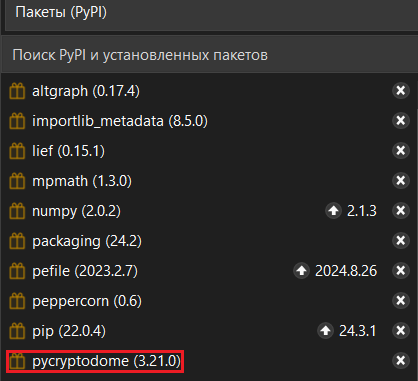 Пакеты (PyPI)
Поиск PyPI и установленных пакетов
altgraph (0.17.4)
importlib_metadata (8.5.0)
lief (0.15.1)
mpmath (1.3.0)
numpy (2.0.2) 2.1.3
packaging (24.2)
pefile (2023.2.7) 2024.8.26
peppercorn (0.6)
pip (22.0.4) 24.3.1
pycryptodome (3.21.0)